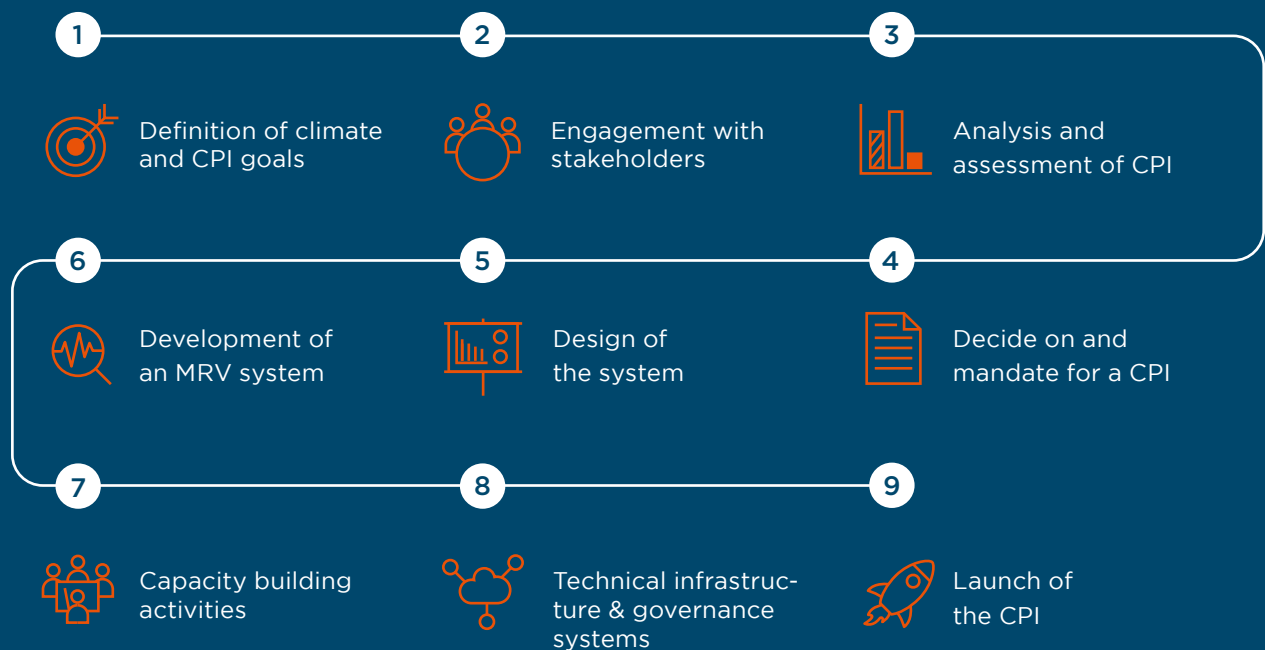 1
Definition of climate
and CPI goals
2
Engagement with
stakeholders
3
Analysis and
assessment of CPI
4
Decide on and
mandate for a CPI
5
Design of
the system
6
Development of
an MRV system
7
Capacity building
activities
8
Technical infrastruc-
ture & governance
systems
9
Launch of
the CPI